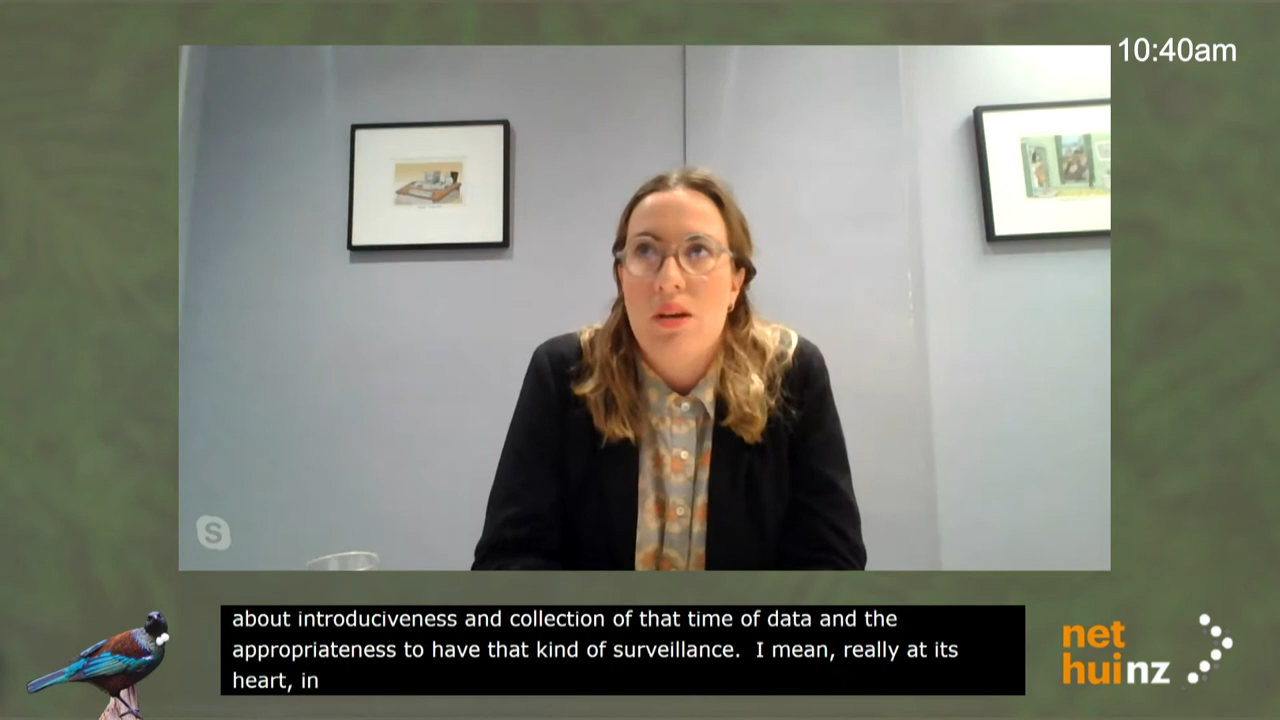 10:40am
S
about introduciveness and collection of that time of data and the
appropriateness to have that kind of surveillance.  I mean, really at its
heart, in
net
huinz